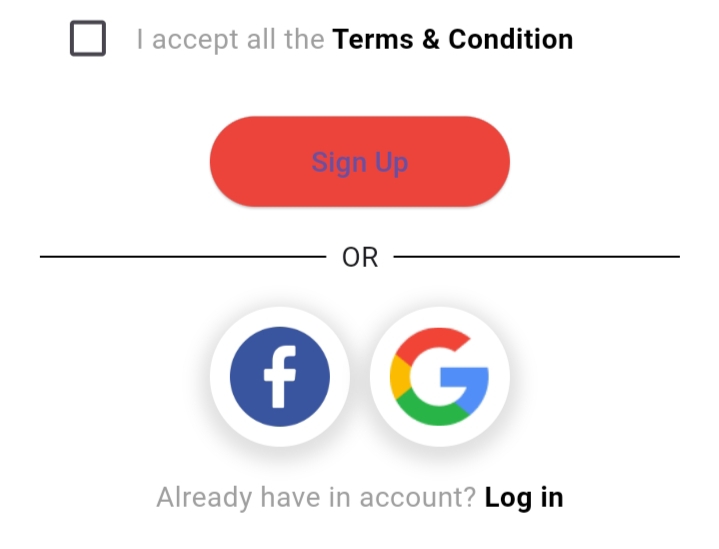 I accept all the Terms & Condition
Sign Up
OR
Already have in account? Log in